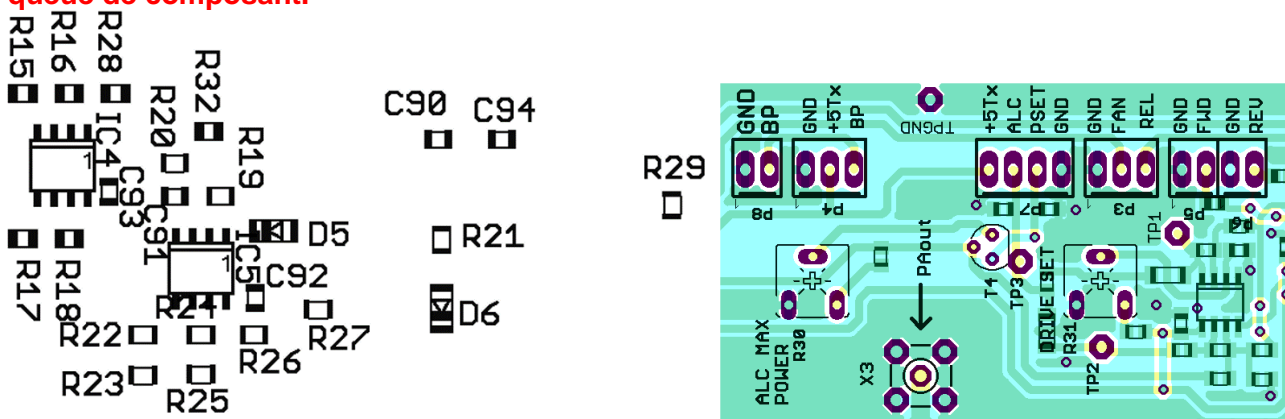 queue de composant.
R15
R16
R28
R20
R32
R19
IC4
C93
C91
IC5
C92
D5
R17
R18
R24
R22
R23
R25
R26
R27
C90
C94
R21
D6
R29
GND
BP
GND
+5Tx
BP
TPGND
+5Tx
ALC
PSET
GND
GND
FAN
REL
GND
FWD
GND
REV
P8
P4
P7
P3
P5
P6
TP1
PAout
T4
TP3
DRIVE SET
R31
TP2
ALC MAX
POWER
R30
X3
1
1